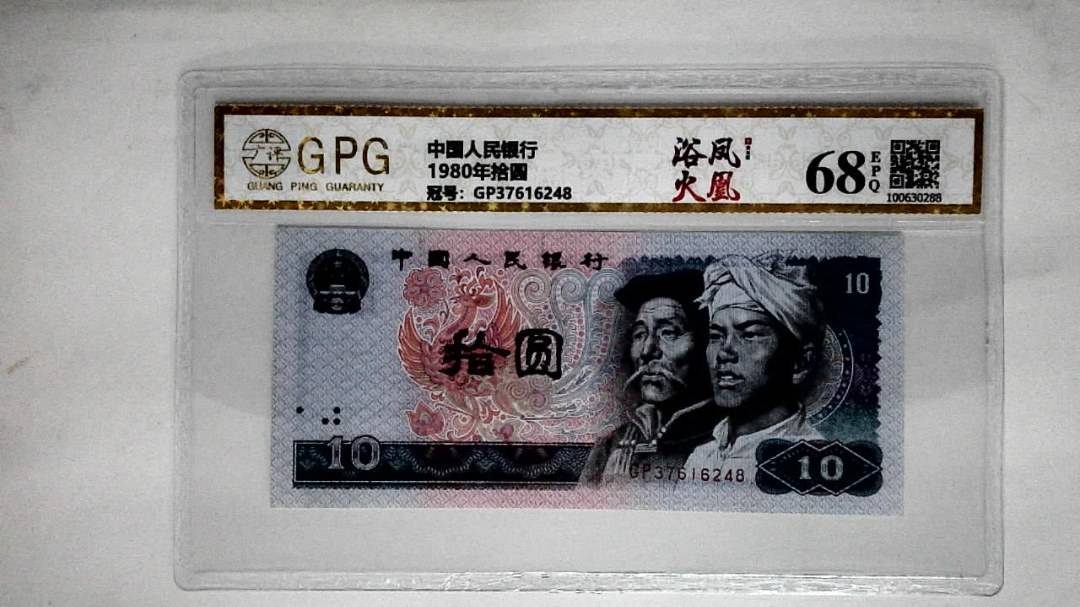 GPG
GUANG PING GUARANTY
中国人民银行
1980年拾圆
冠号：GP37616248
浴凤
火凰
68
EPQ
100630288
中國人民银行
10
拾圆
10
GP37616248
10